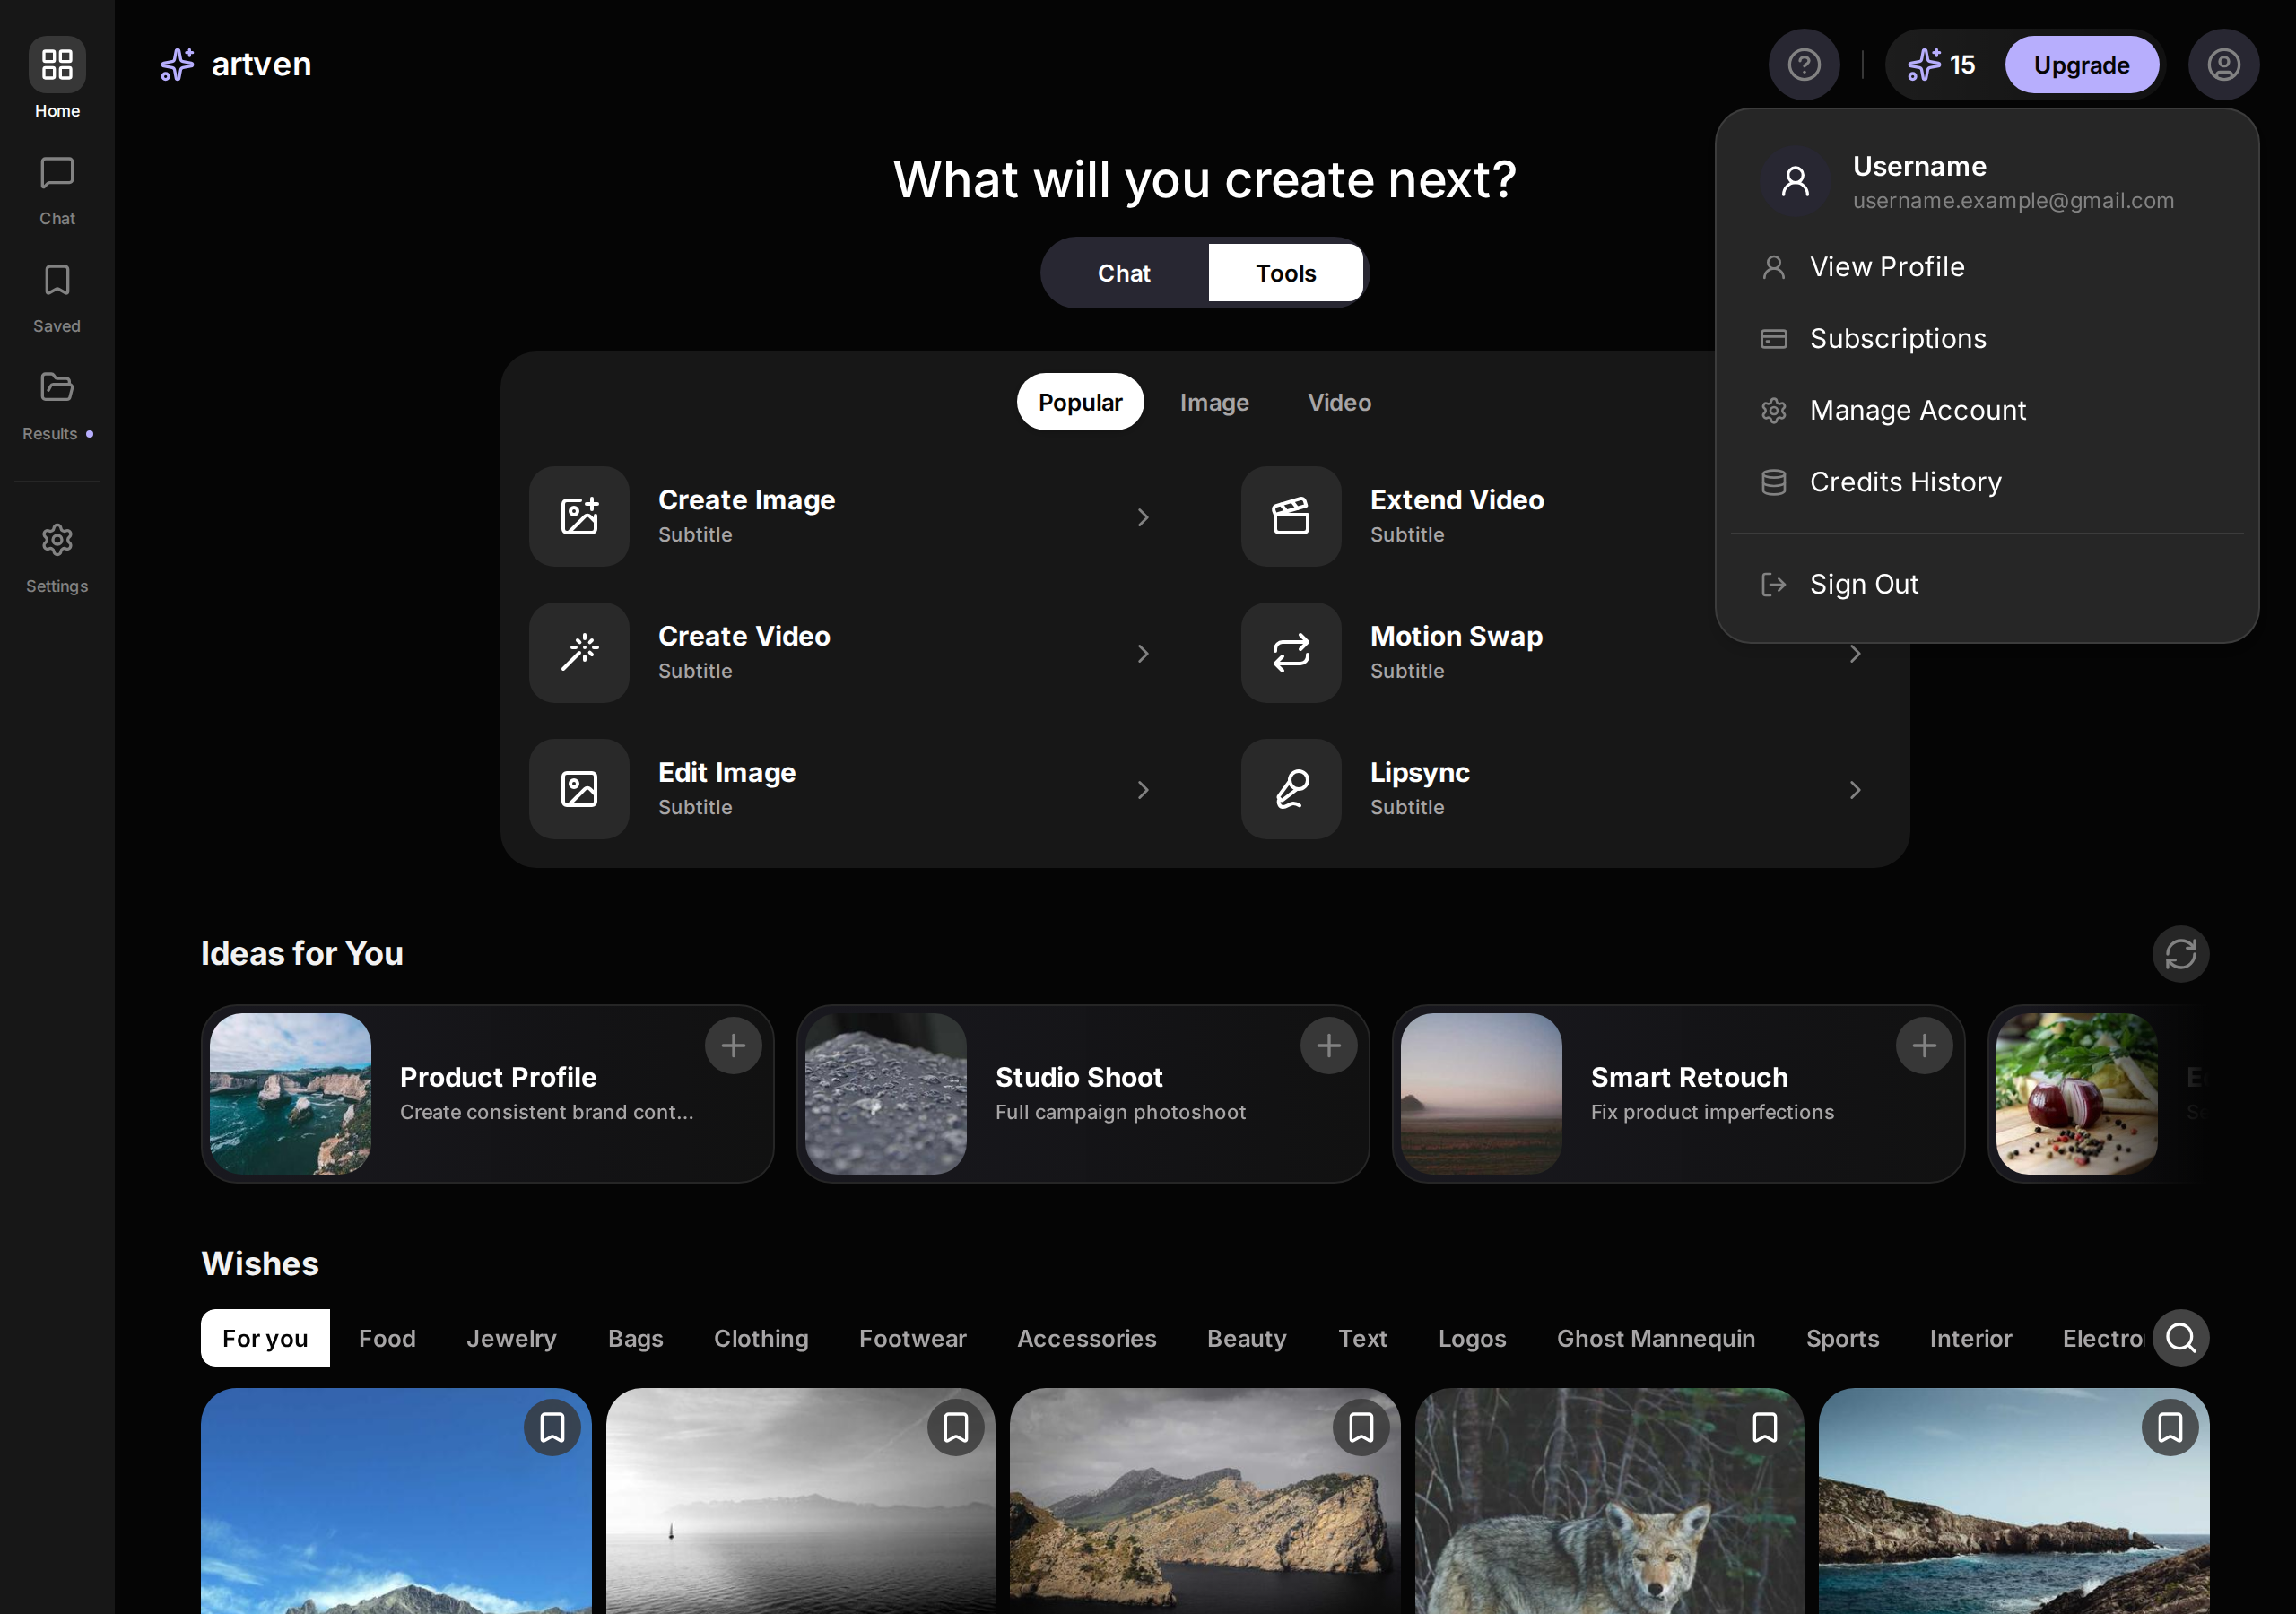 Home
Chat
Saved
Results
Settings
artven
15
Upgrade
Username
username.example@gmail.com
View Profile
Subscriptions
Manage Account
Credits History
Sign Out
What will you create next?
Chat
Tools
Popular
Image
Video
Create Image
Subtitle
Extend Video
Subtitle
Create Video
Subtitle
Motion Swap
Subtitle
Edit Image
Subtitle
Lipsync
Subtitle
Ideas for You
Product Profile
Create consistent brand cont...
Studio Shoot
Full campaign photoshoot
Smart Retouch
Fix product imperfections
Wishes
For you
Food
Jewelry
Bags
Clothing
Footwear
Accessories
Beauty
Text
Logos
Ghost Mannequin
Sports
Interior
Electro